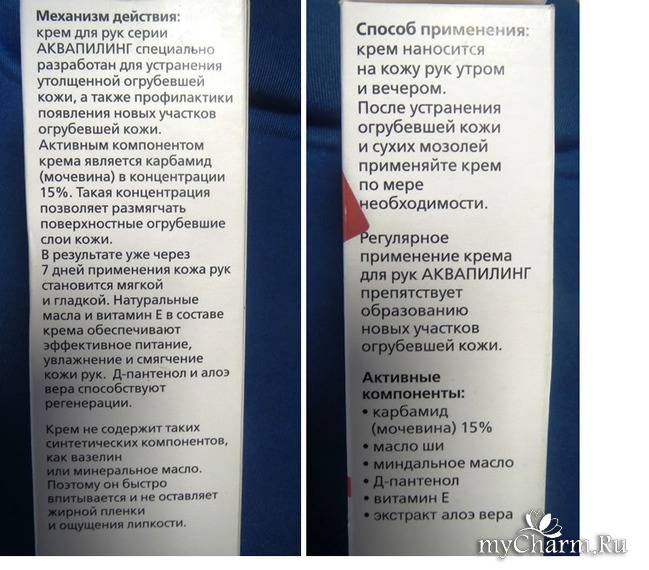 Механизм действия:
крем для рук серии
АКВАПИЛИНГ специально
разработан для устранения
утолщенной огрубевшей
кожи, а также профилактики
появления новых участков
огрубевшей кожи.
Активным компонентом
крема является карбамид
(мочевина) в концентрации
15%. Такая концентрация
позволяет размягчать
поверхностные огрубевшие
слои кожи.
В результате уже через
7 дней применения кожа рук
становится мягкой
и гладкой. Натуральные
масла и витамин Е в составе
крема обеспечивают
эффективное питание,
увлажнение и смягчение
кожи рук. Д-пантенол и алоэ
вера способствуют
регенерации.
Крем не содержит таких
синтетических компонентов,
как вазелин
или минеральное масло.
Поэтому он быстро
впитывается и не оставляет
жирной пленки
и ощущения липкости.
Способ применения:
крем наносится
на кожу рук утром
и вечером.
После устранения
огрубевшей кожи
и сухих мозолей
применяйте крем
по мере
необходимости.
Регулярное
применение крема
для рук АКВАПИЛИНГ
препятствует
образованию
новых участков
огрубевшей кожи.
Активные
компоненты:
• карбамид
(мочевина) 15%
• масло ши
• миндальное масло
• Д-пантенол
• витамин Е
• экстракт алоэ вера
myCharm.Ru